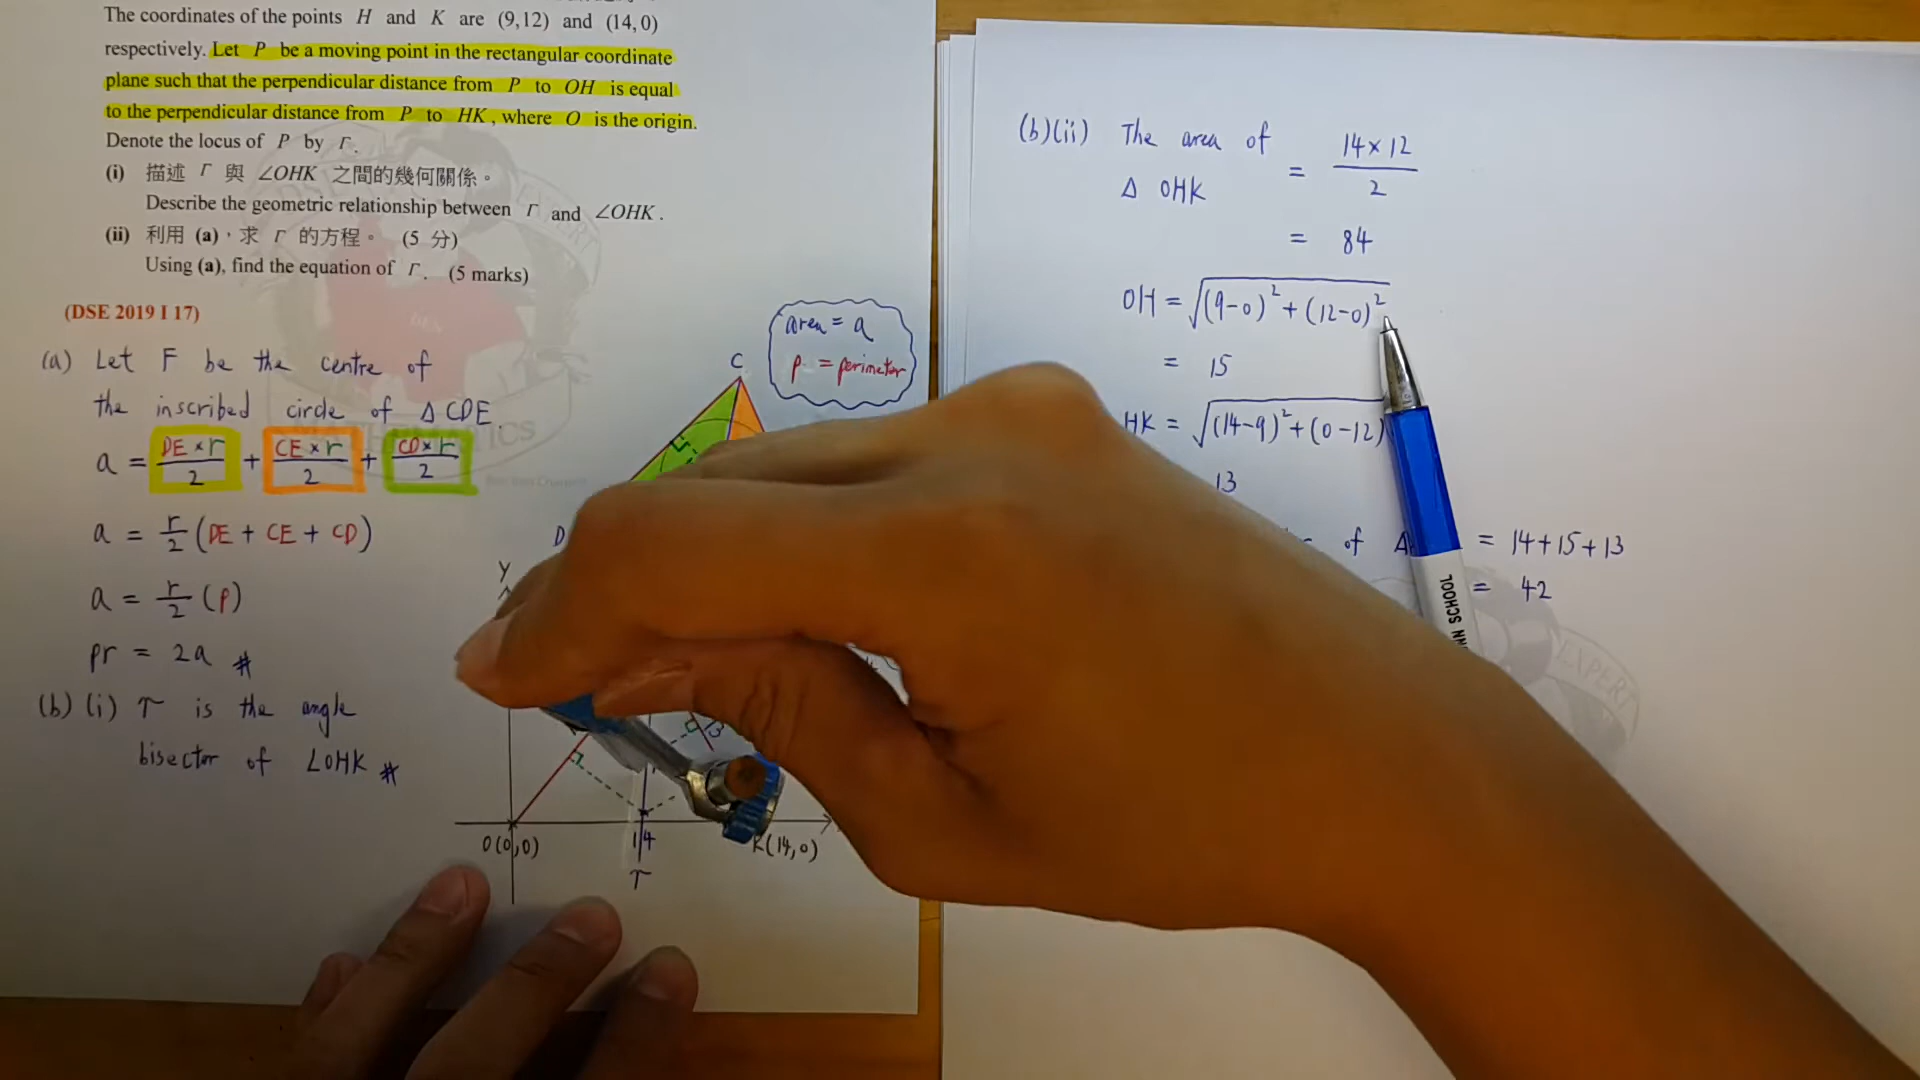 The coordinates of the points H and K are (9,12) and (14,0)
respectively. Let P be a moving point in the rectangular coordinate
plane such that the perpendicular distance from P to OH is equal
to the perpendicular distance from P to HK, where O is the origin.
Denote the locus of P by Γ.
(i) 描述 Γ 與 ∠OHK 之間的幾何關係。
Describe the geometric relationship between Γ and ∠OHK.
(ii) 利用 (a),求 Γ 的方程。 (5 分)
Using (a), find the equation of Γ. (5 marks)
(DSE 2019 I 17)
(a) Let F be the centre of
the inscribed circle of Δ CDE.
a = DE×r/2 + CE×r/2 + CD×r/2
a = r/2 (DE + CE + CD)
a = r/2 (p)
pr = 2a #
(b) (i) Γ is the angle
bisector of ∠OHK #
area = a
p = perimeter
C
D
Y
13
O(0,0)
14
K(14,0)
Γ
(b)(ii) The area of Δ OHK = 14×12/2
= 84
OH = √(9-0)²+(12-0)²
= 15
HK = √(14-9)²+(0-12)
13
of = 14+15+13
= 42
NN SCHOOL
EXPERT
MATHEMATICS